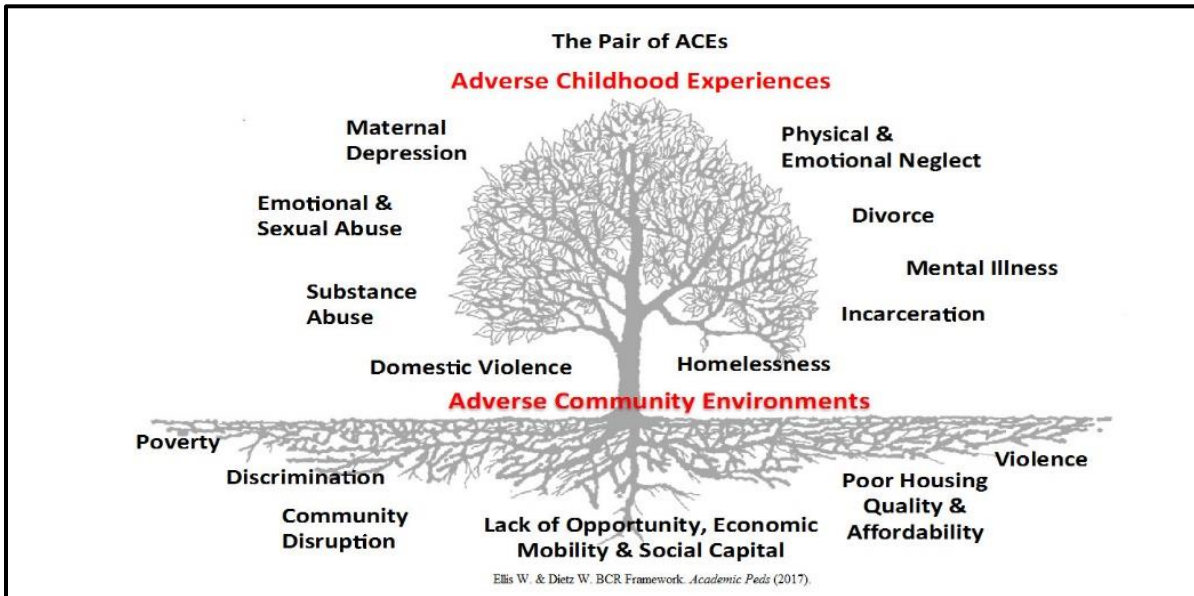 The Pair of ACEs
Adverse Childhood Experiences
Maternal
Depression
Physical &
Emotional Neglect
Emotional &
Sexual Abuse
Divorce
Mental Illness
Substance
Abuse
Incarceration
Domestic Violence
Homelessness
Adverse Community Environments
Poverty
Violence
Discrimination
Poor Housing
Quality &
Affordability
Community
Disruption
Lack of Opportunity, Economic
Mobility & Social Capital
Ellis W. & Dietz W. BCR Framework. Academic Peds (2017).